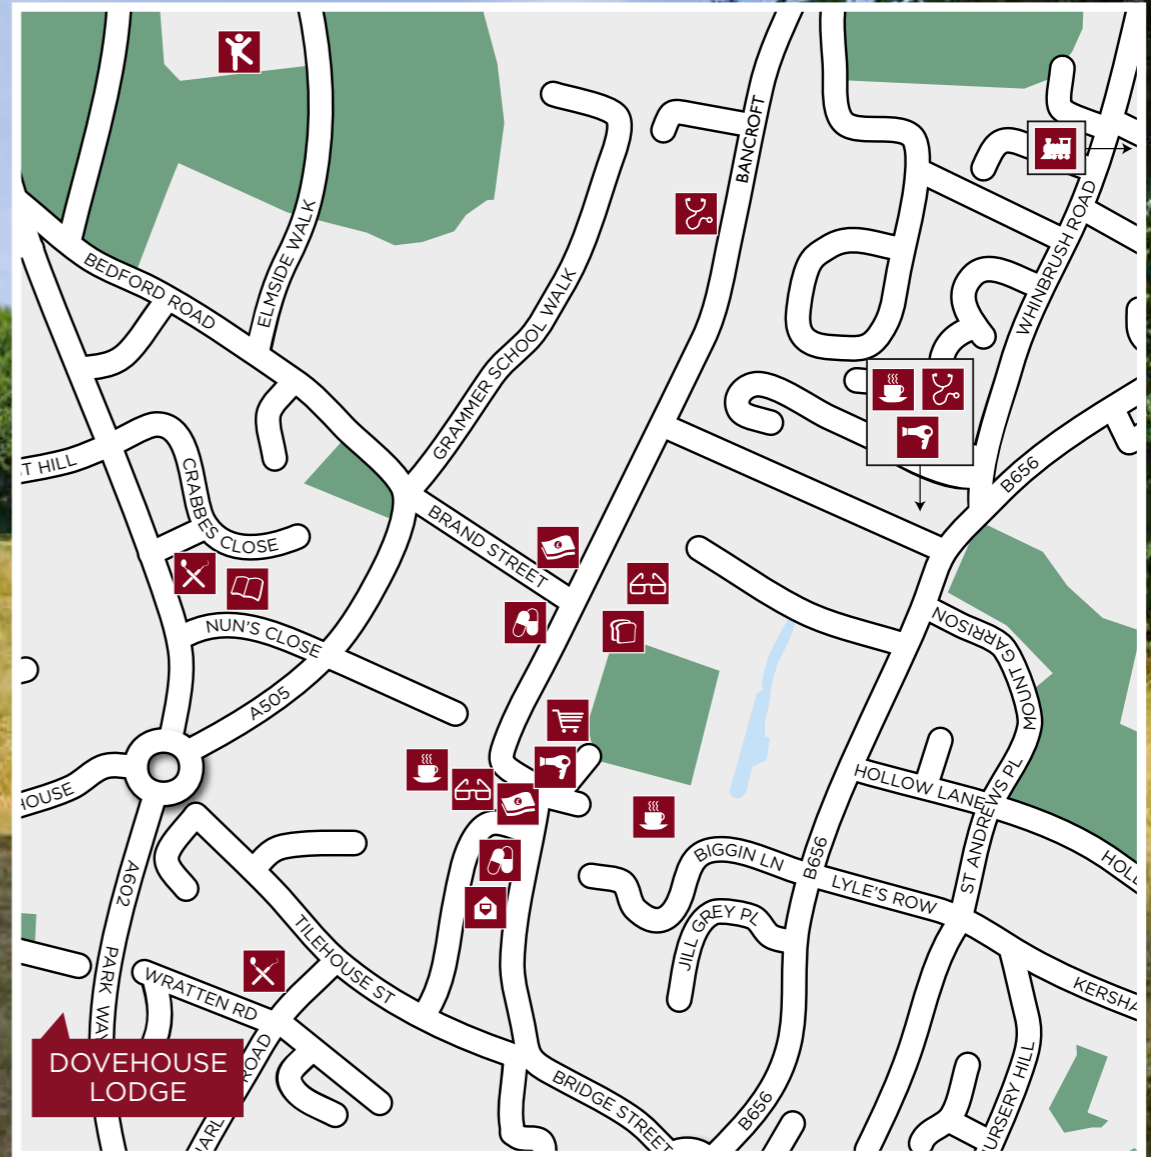 BANCROFT
WHINBRUSH ROAD
ELMSIDE WALK
BEDFORD ROAD
GRAMMER SCHOOL WALK
T HILL
CRABBES CLOSE
B656
BRAND STREET
NUN'S CLOSE
MOUNT GARRISON
A505
HOUSE
HOLLOW LANE
ST ANDREWS PL
HOLL
B656
BIGGIN LN
LYLE'S ROW
A602
JILL GREY PL
TILEHOUSE ST
PARK WAY
WRATTEN RD
KERSHA
DOVEHOUSE
LODGE
ARL ROAD
BRIDGE STREET
B656
URSERY HILL